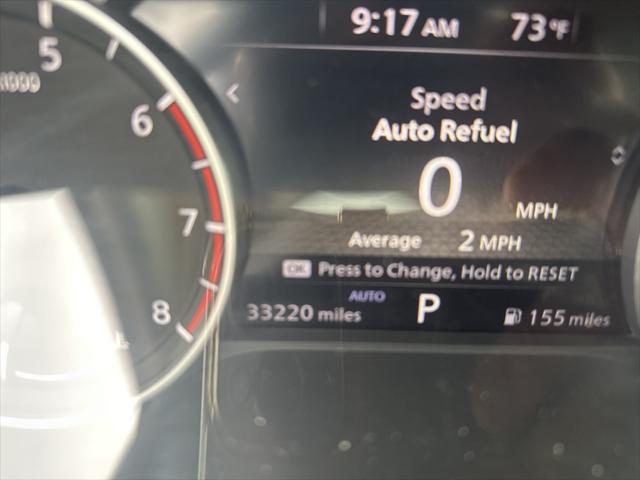 9:17 AM 73°F
5
x1000
6
7
8
Speed
Auto Refuel
0 MPH
Average 2 MPH
OK Press to Change, Hold to RESET
AUTO
33220 miles P 155 miles